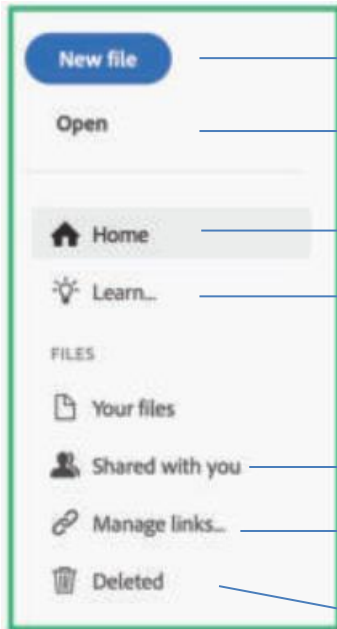 New file
Open
Home
Learn...
FILES
Your files
Shared with you
Manage links...
Deleted